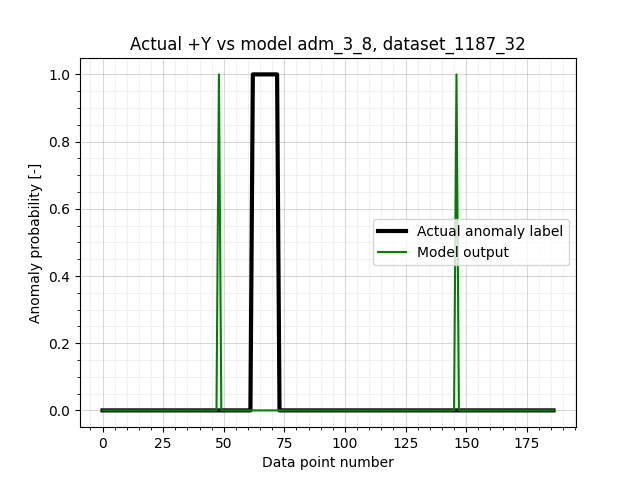 Actual +Y vs model adm_3_8, dataset_1187_32
Anomaly probability [-]
1.0
0.8
0.6
0.4
0.2
0.0
Actual anomaly label
Model output
0 25 50 75 100 125 150 175
Data point number